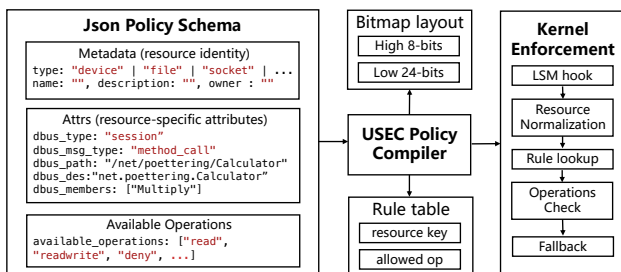 Json Policy Schema
Metadata (resource identity)
type: "device" | "file" | "socket" | ...
name: "", description: "", owner : ""
Attrs (resource-specific attributes)
dbus_type: "session“
dbus_msg_type: "method_call"
dbus_path: "/net/poettering/Calculator"
dbus_des:"net.poettering.Calculator”
dbus_members: ["Multiply"]
Available Operations
available_operations: ["read",
"readwrite", "deny", ...]
Bitmap layout
High 8-bits
Low 24-bits
USEC Policy
Compiler
Rule table
resource key
allowed op
Kernel
Enforcement
LSM hook
Resource
Normalization
Rule lookup
Operations
Check
Fallback